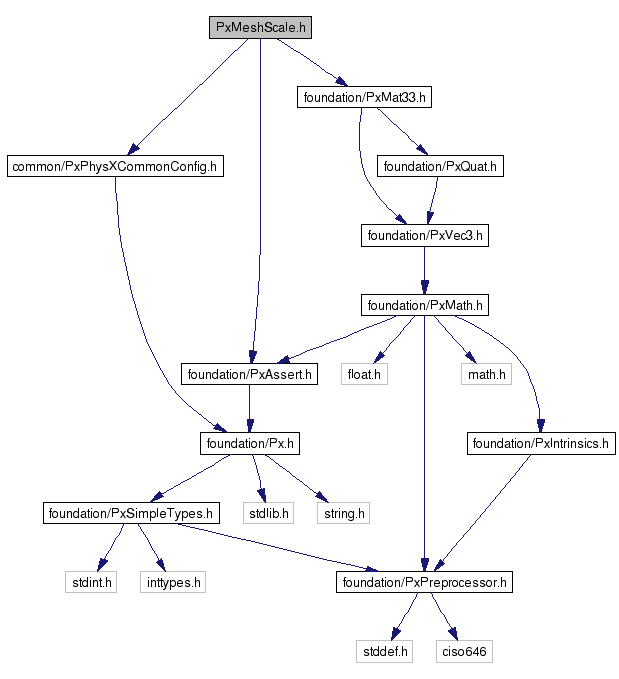 PxMeshScale.h
foundation/PxMat33.h
common/PxPhysXCommonConfig.h
foundation/PxQuat.h
foundation/PxVec3.h
foundation/PxMath.h
foundation/PxAssert.h
float.h
math.h
foundation/Px.h
foundation/PxIntrinsics.h
foundation/PxSimpleTypes.h
stdlib.h
string.h
stdint.h
inttypes.h
foundation/PxPreprocessor.h
stddef.h
ciso646